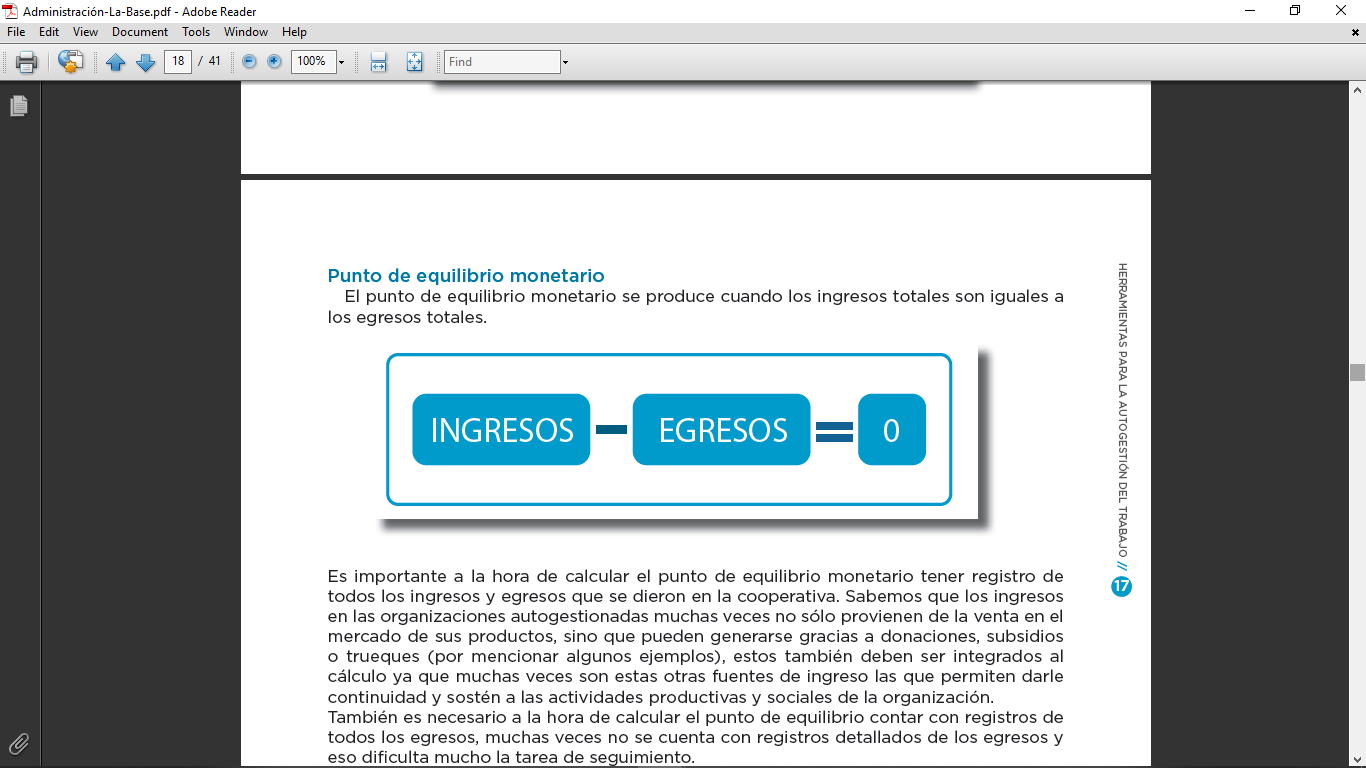 Administración-La-Base.pdf - Adobe Reader
File Edit View Document Tools Window Help
18 / 41 100% Find
Punto de equilibrio monetario
El punto de equilibrio monetario se produce cuando los ingresos totales son iguales a
los egresos totales.
INGRESOS - EGRESOS = 0
Es importante a la hora de calcular el punto de equilibrio monetario tener registro de
todos los ingresos y egresos que se dieron en la cooperativa. Sabemos que los ingresos
en las organizaciones autogestionadas muchas veces no sólo provienen de la venta en el
mercado de sus productos, sino que pueden generarse gracias a donaciones, subsidios
o trueques (por mencionar algunos ejemplos), estos también deben ser integrados al
cálculo ya que muchas veces son estas otras fuentes de ingreso las que permiten darle
continuidad y sostén a las actividades productivas y sociales de la organización.
También es necesario a la hora de calcular el punto de equilibrio contar con registros de
todos los egresos, muchas veces no se cuenta con registros detallados de los egresos y
eso dificulta mucho la tarea de seguimiento.
HERRAMIENTAS PARA LA AUTOGESTIÓN DEL TRABAJO // 17